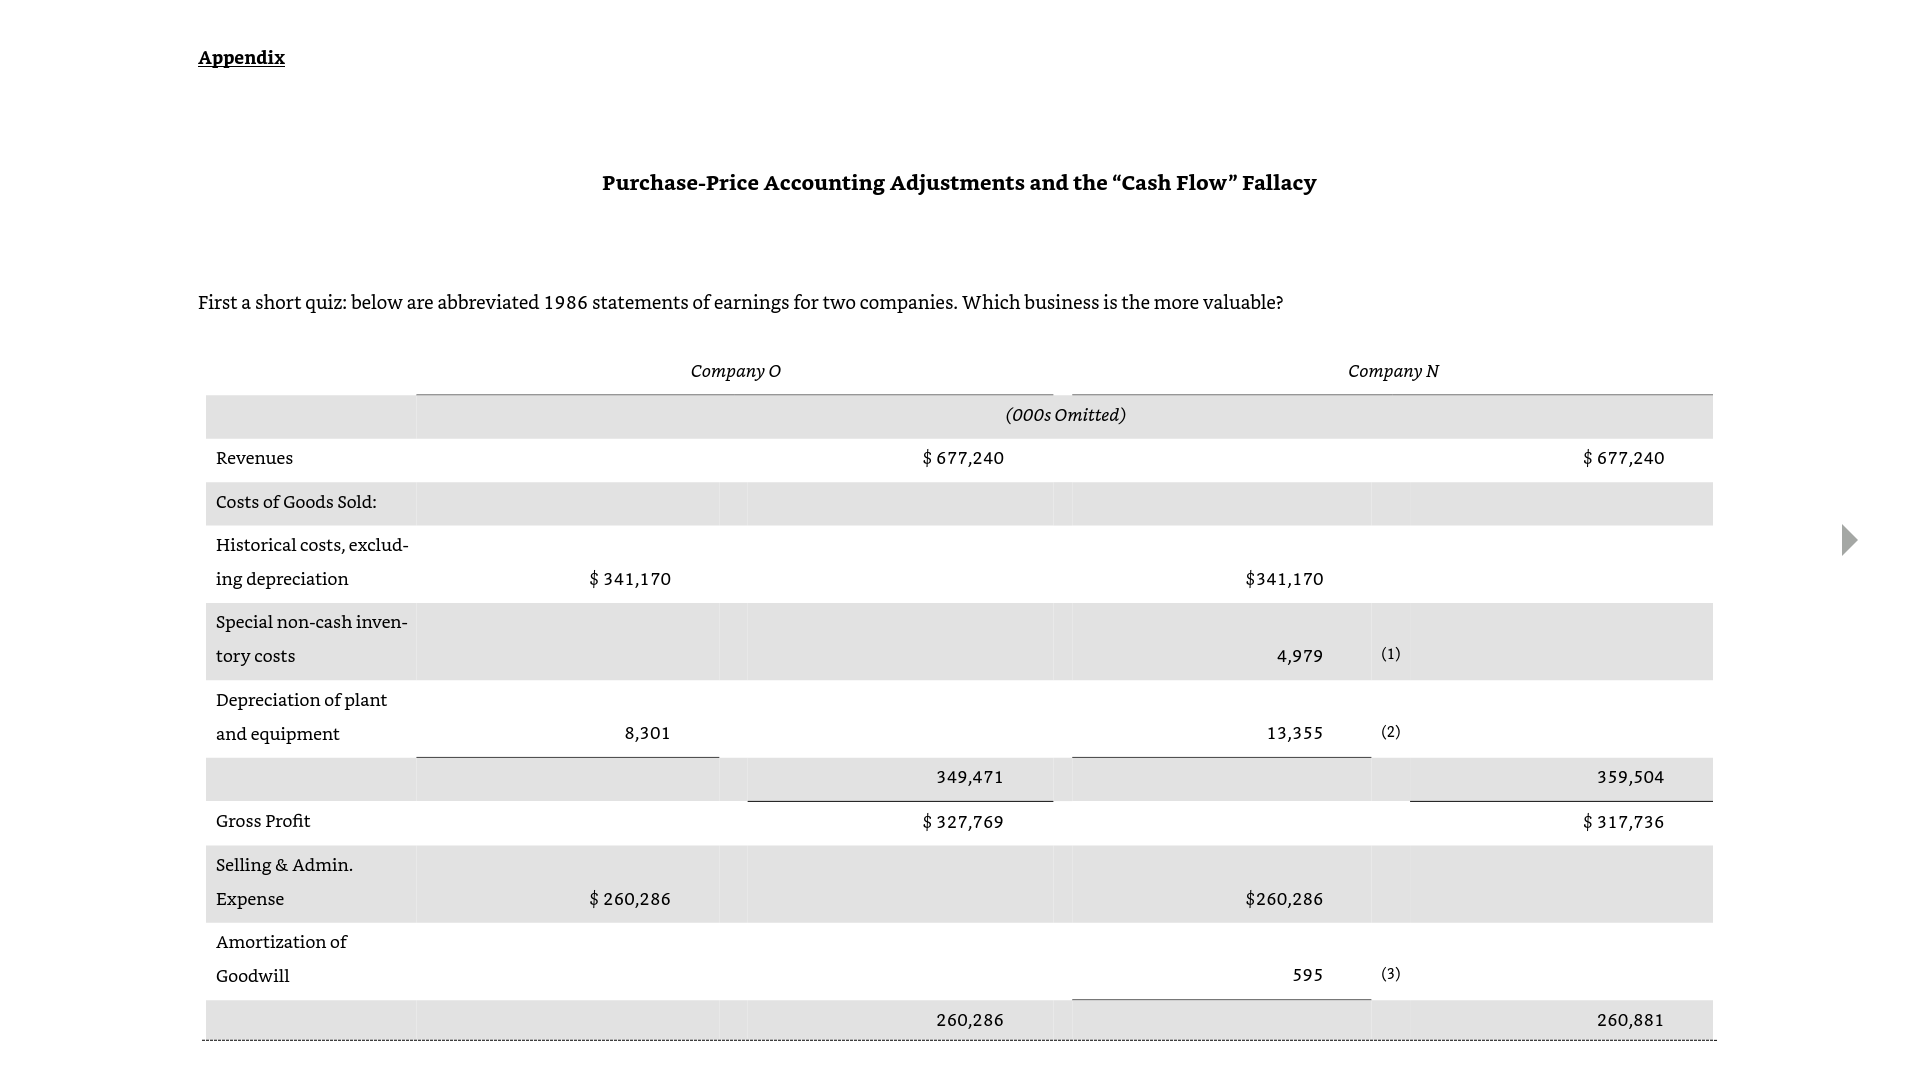 Appendix
Purchase-Price Accounting Adjustments and the “Cash Flow” Fallacy
First a short quiz: below are abbreviated 1986 statements of earnings for two companies. Which business is the more valuable?
Company O Company N
(000s Omitted)
Revenues $ 677,240 $ 677,240
Costs of Goods Sold:
Historical costs, exclud-
ing depreciation $ 341,170 $341,170
Special non-cash inven-
tory costs 4,979 (1)
Depreciation of plant
and equipment 8,301 13,355 (2)
349,471 359,504
Gross Profit $ 327,769 $ 317,736
Selling & Admin.
Expense $ 260,286 $260,286
Amortization of
Goodwill 595 (3)
260,286 260,881